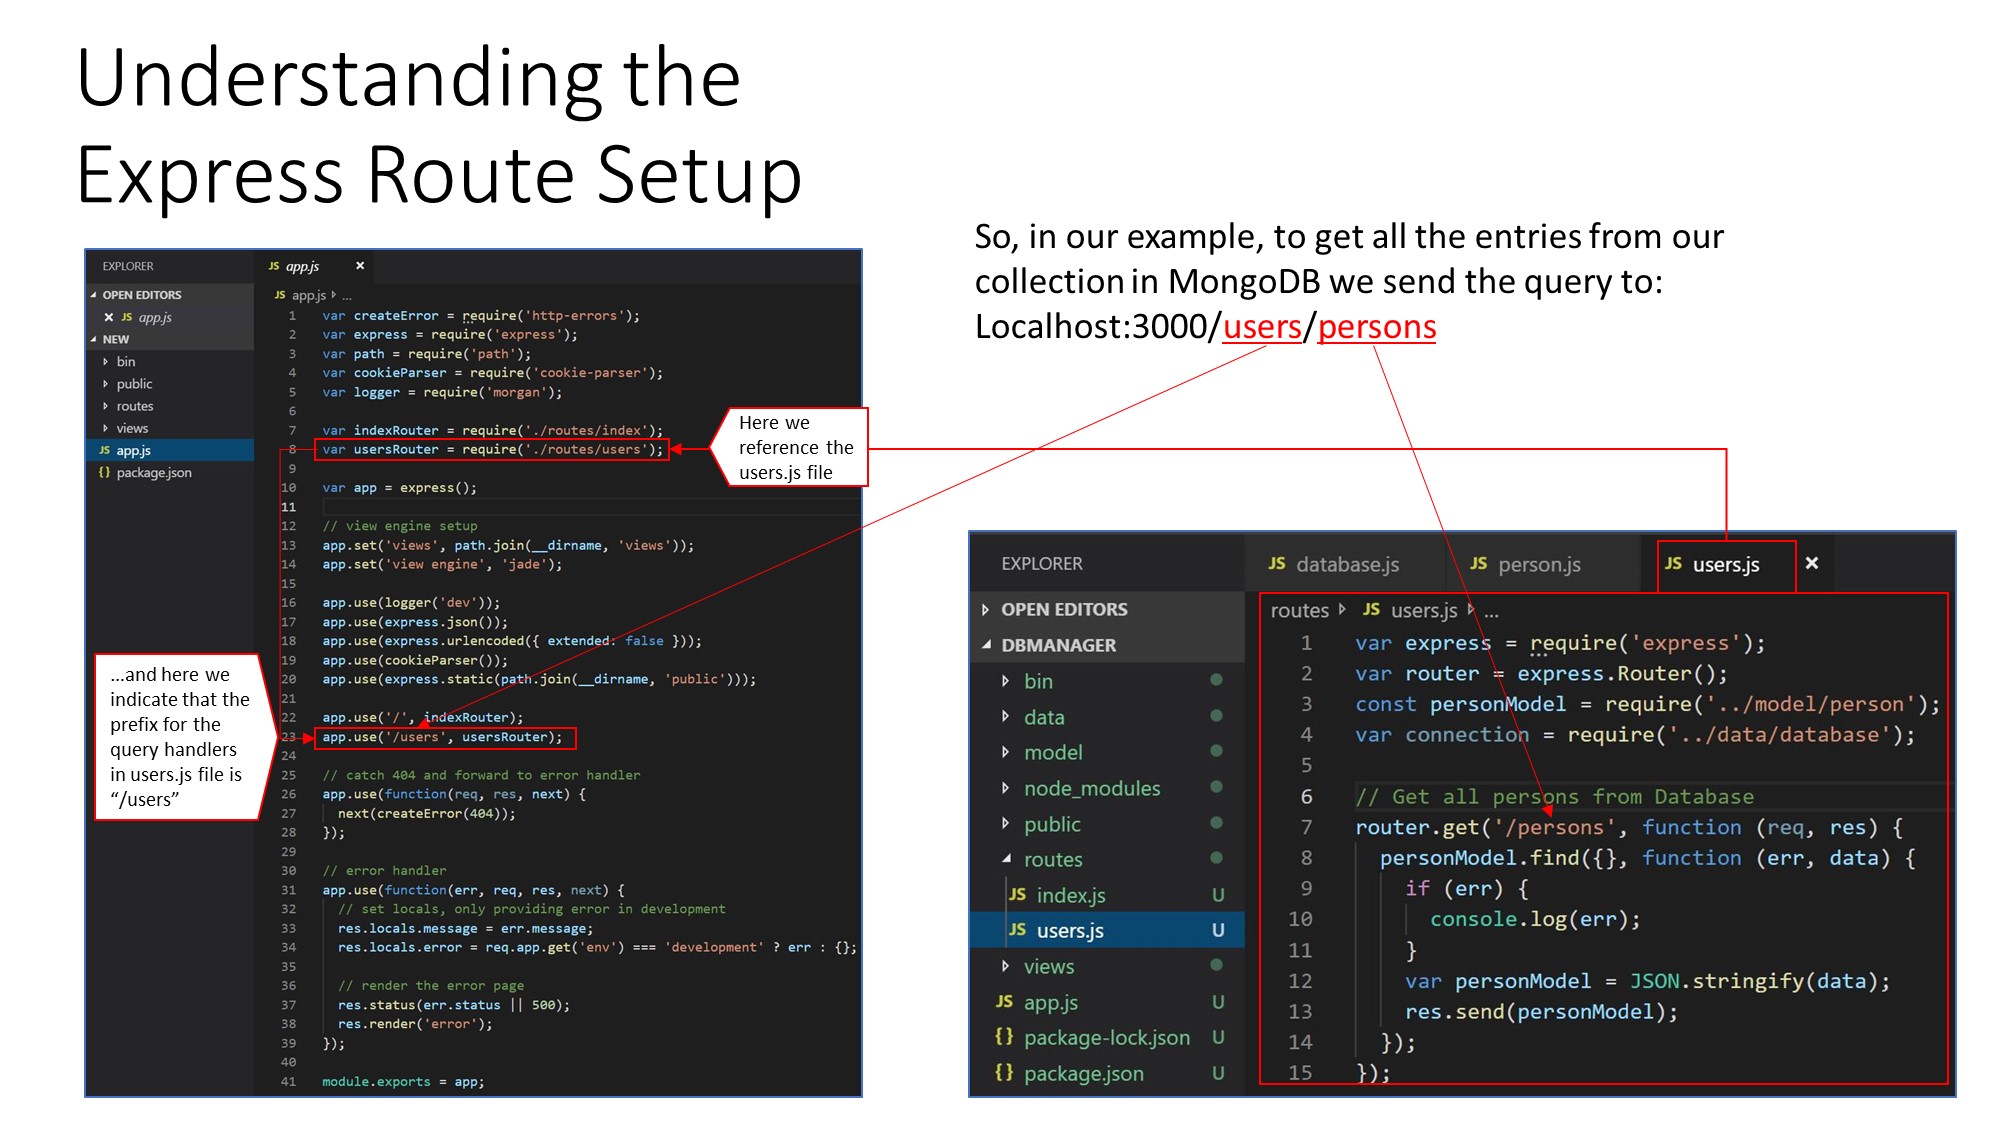 Understanding the
Express Route Setup
So, in our example, to get all the entries from our
collection in MongoDB we send the query to:
Localhost:3000/users/persons
EXPLORER
OPEN EDITORS
JS app.js
NEW
bin
public
routes
views
JS app.js
{} package.json
JS app.js
JS app.js ...
1 var createError = require('http-errors');
2 var express = require('express');
3 var path = require('path');
4 var cookieParser = require('cookie-parser');
5 var logger = require('morgan');
6
7 var indexRouter = require('./routes/index');
8 var usersRouter = require('./routes/users');
9
10 var app = express();
11
12 // view engine setup
13 app.set('views', path.join(__dirname, 'views'));
14 app.set('view engine', 'jade');
15
16 app.use(logger('dev'));
17 app.use(express.json());
18 app.use(express.urlencoded({ extended: false }));
19 app.use(cookieParser());
20 app.use(express.static(path.join(__dirname, 'public')));
21
22 app.use('/', indexRouter);
23 app.use('/users', usersRouter);
24
25 // catch 404 and forward to error handler
26 app.use(function(req, res, next) {
27 next(createError(404));
28 });
29
30 // error handler
31 app.use(function(err, req, res, next) {
32 // set locals, only providing error in development
33 res.locals.message = err.message;
34 res.locals.error = req.app.get('env') === 'development' ? err : {};
35
36 // render the error page
37 res.status(err.status || 500);
38 res.render('error');
39 });
40
41 module.exports = app;
Here we
reference the
users.js file
...and here we
indicate that the
prefix for the
query handlers
in users.js file is
“/users”
EXPLORER
OPEN EDITORS
DBMANAGER
bin
data
model
node_modules
public
routes
JS index.js U
JS users.js U
views
JS app.js U
{} package-lock.json U
{} package.json U
JS database.js
JS person.js
JS users.js
routes JS users.js ...
1 var express = require('express');
2 var router = express.Router();
3 const personModel = require('../model/person');
4 var connection = require('../data/database');
5
6 // Get all persons from Database
7 router.get('/persons', function (req, res) {
8 personModel.find({}, function (err, data) {
9 if (err) {
10 console.log(err);
11 }
12 var personModel = JSON.stringify(data);
13 res.send(personModel);
14 });
15 });